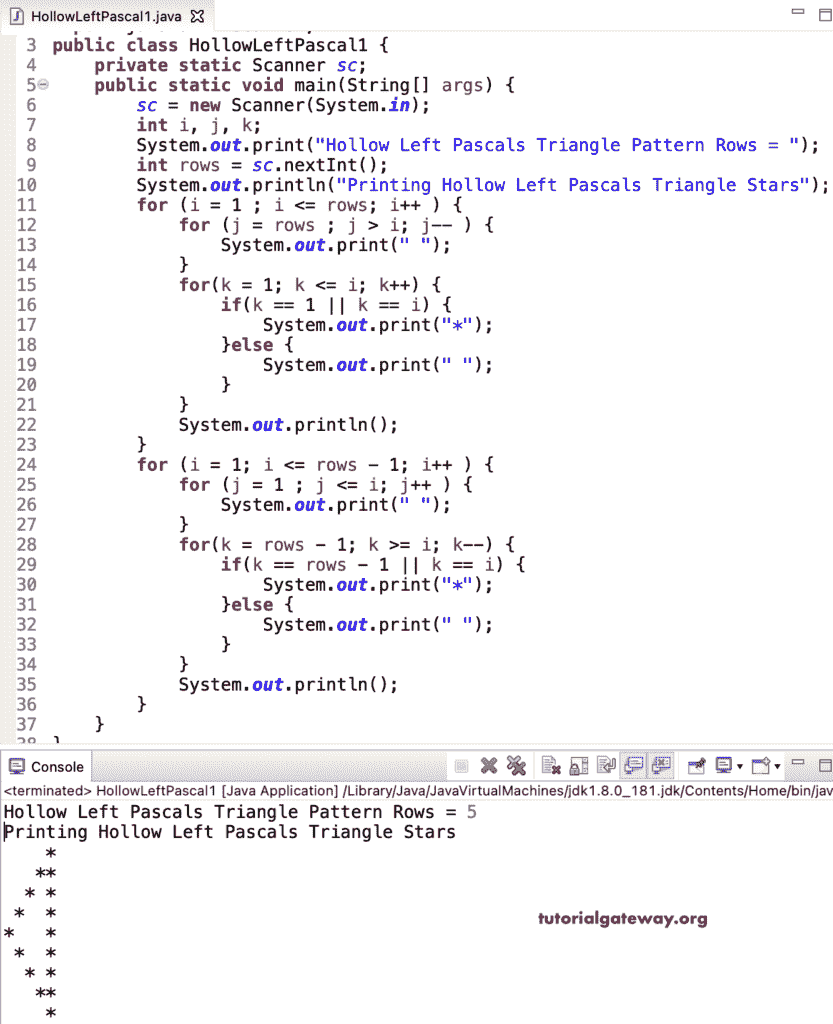 HollowLeftPascal1.java
3 public class HollowLeftPascal1 {
4     private static Scanner sc;
5     public static void main(String[] args) {
6         sc = new Scanner(System.in);
7         int i, j, k;
8         System.out.print("Hollow Left Pascals Triangle Pattern Rows = ");
9         int rows = sc.nextInt();
10         System.out.println("Printing Hollow Left Pascals Triangle Stars");
11         for (i = 1 ; i <= rows; i++ ) {
12             for (j = rows ; j > i; j-- ) {
13                 System.out.print(" ");
14             }
15             for(k = 1; k <= i; k++) {
16                 if(k == 1 || k == i) {
17                     System.out.print("*");
18                 }else {
19                     System.out.print(" ");
20                 }
21             }
22             System.out.println();
23         }
24         for (i = 1; i <= rows - 1; i++ ) {
25             for (j = 1 ; j <= i; j++ ) {
26                 System.out.print(" ");
27             }
28             for(k = rows - 1; k >= i; k--) {
29                 if(k == rows - 1 || k == i) {
30                     System.out.print("*");
31                 }else {
32                     System.out.print(" ");
33                 }
34             }
35             System.out.println();
36         }
37     }
38 }
Console
<terminated> HollowLeftPascal1 [Java Application] /Library/Java/JavaVirtualMachines/jdk1.8.0_181.jdk/Contents/Home/bin/jav
Hollow Left Pascals Triangle Pattern Rows = 5
Printing Hollow Left Pascals Triangle Stars
    *
   **
  * *
 *  *
*   *
 *  *
  * *
   **
    *
tutorialgateway.org